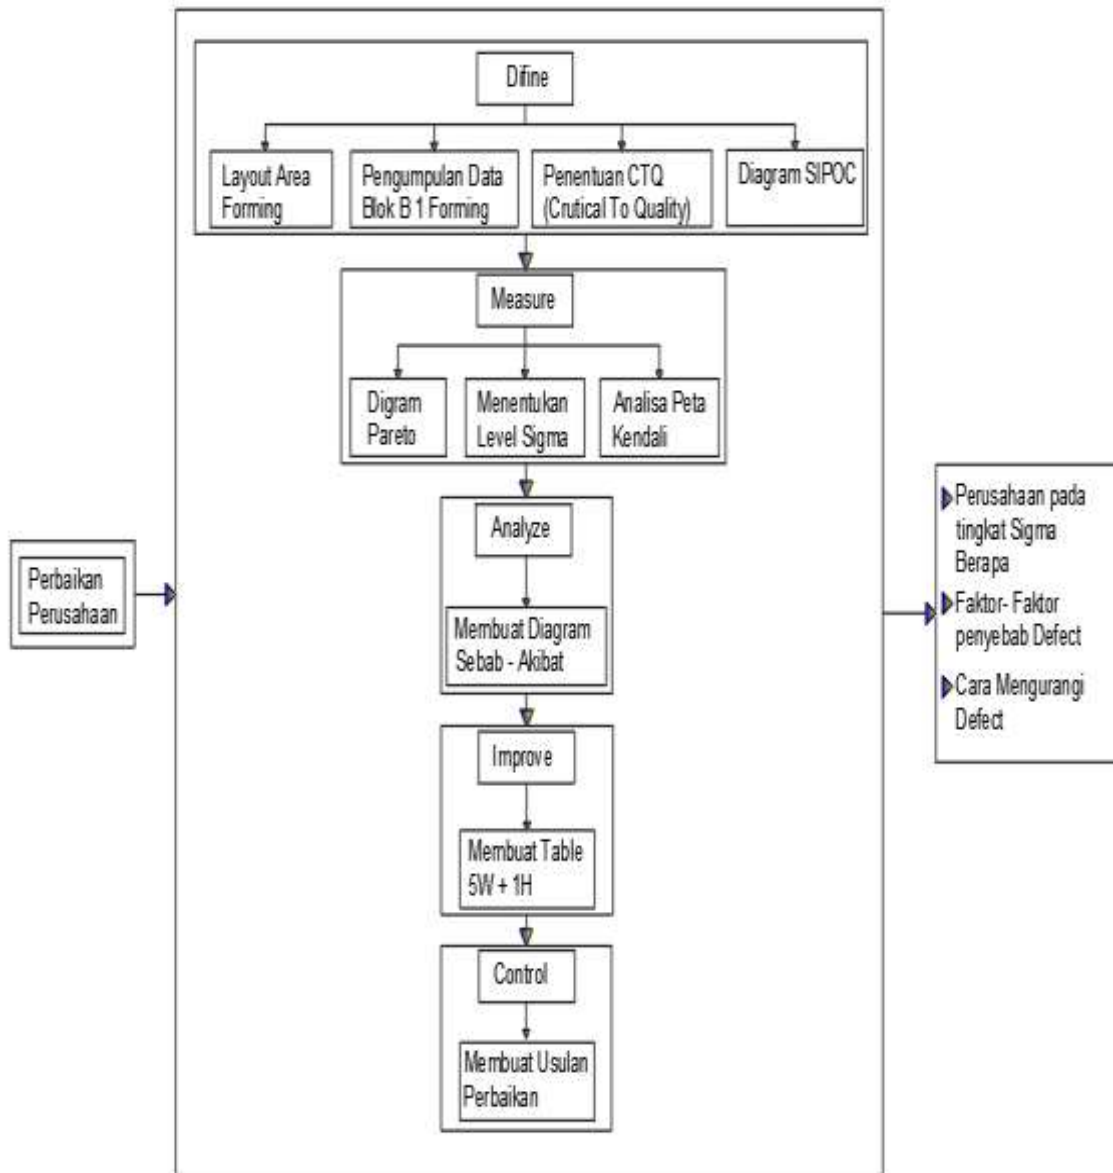 Difine
Layout Area
Forming
Pengumpulan Data
Blok B 1 Forming
Penentuan CTQ
(Crutical To Quality)
Diagram SIPOC
Measure
Digram
Pareto
Menentukan
Level Sigma
Analisa Peta
Kendali
Analyze
Membuat Diagram
Sebab - Akibat
Improve
Membuat Table
5W + 1H
Control
Membuat Usulan
Perbaikan
Perbaikan
Perusahaan
Perusahaan pada
tingkat Sigma
Berapa
Faktor- Faktor
penyebab Defect
Cara Mengurangi
Defect